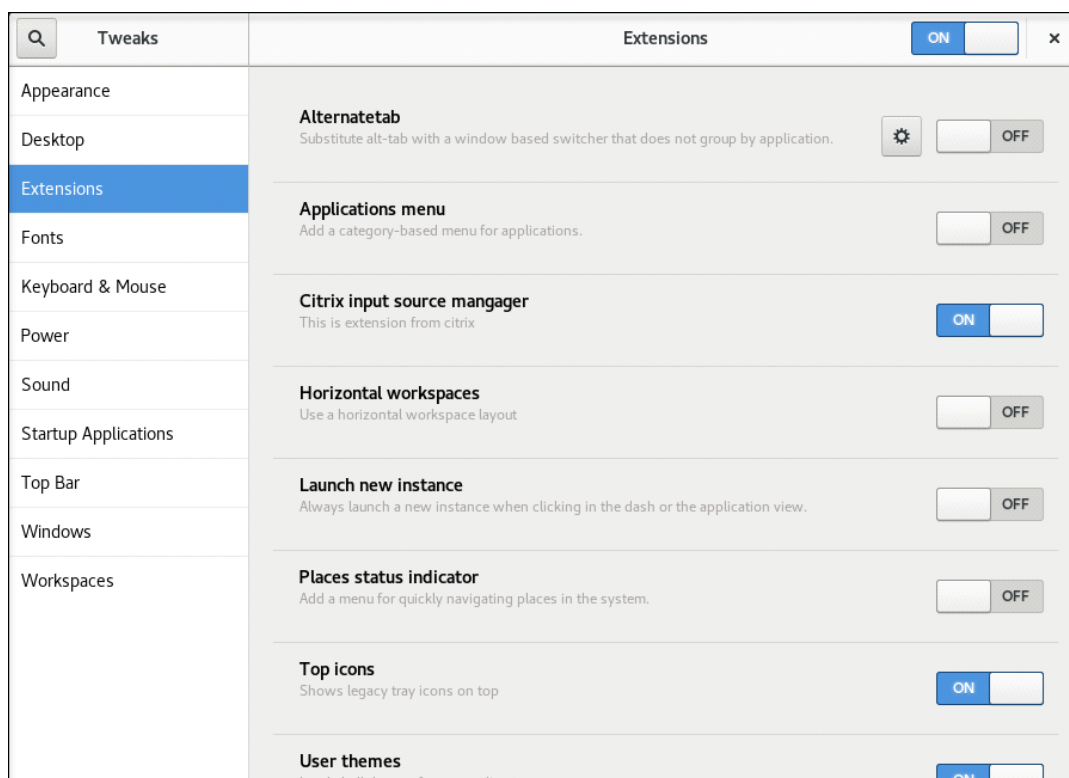 Tweaks
Extensions
ON
Appearance
Desktop
Extensions
Fonts
Keyboard & Mouse
Power
Sound
Startup Applications
Top Bar
Windows
Workspaces
Alternatetab
Substitute alt-tab with a window based switcher that does not group by application.
OFF
Applications menu
Add a category-based menu for applications.
OFF
Citrix input source mangager
This is extension from citrix
ON
Horizontal workspaces
Use a horizontal workspace layout
OFF
Launch new instance
Always launch a new instance when clicking in the dash or the application view.
OFF
Places status indicator
Add a menu for quickly navigating places in the system.
OFF
Top icons
Shows legacy tray icons on top
ON
User themes
ON